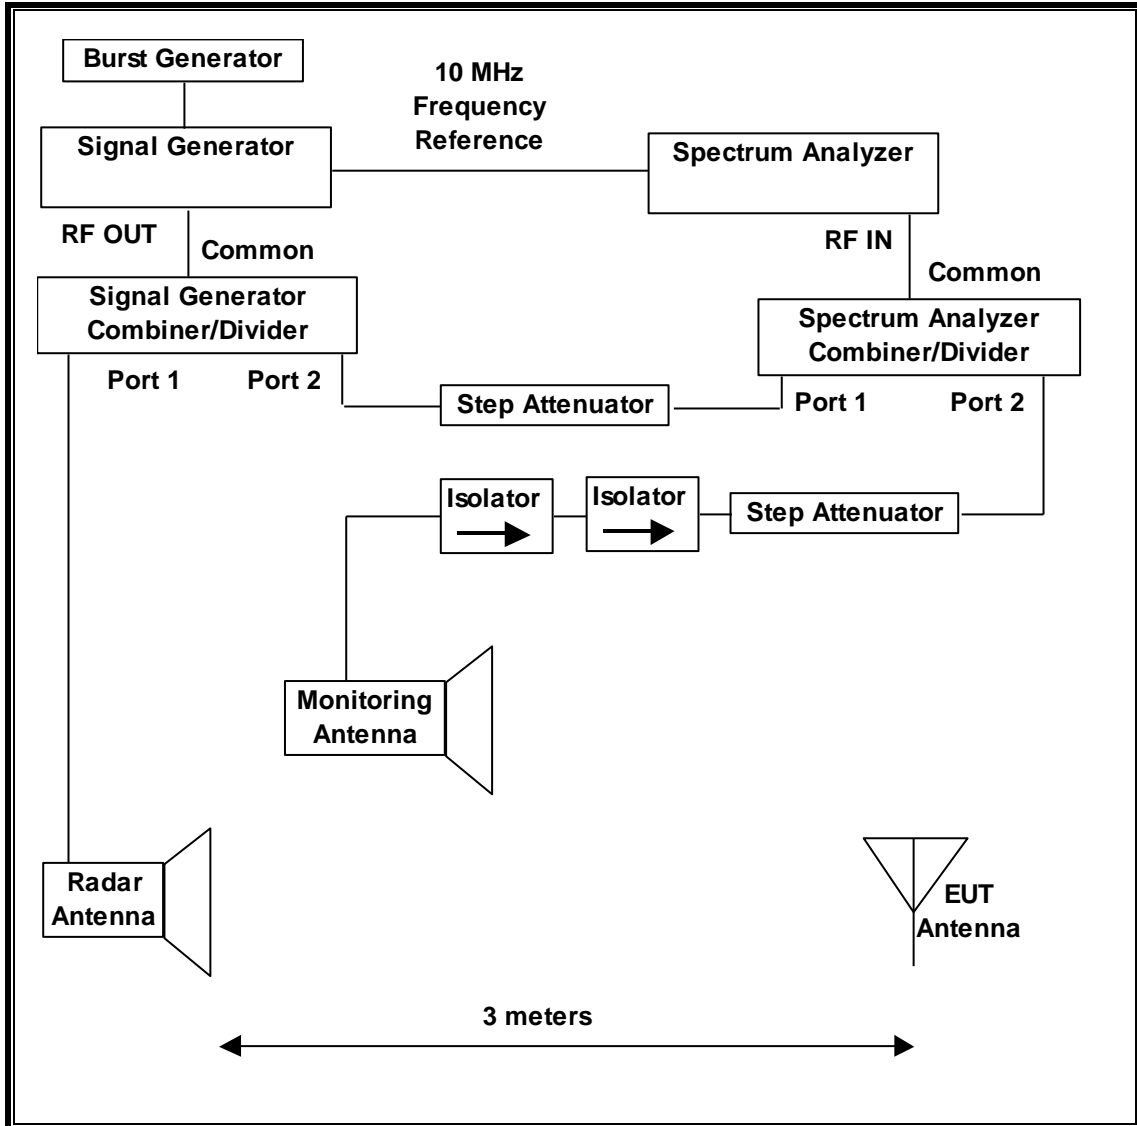 Burst Generator
10 MHz
Frequency
Reference
Signal Generator
Spectrum Analyzer
RF OUT
Common
RF IN
Common
Signal Generator
Combiner/Divider
Spectrum Analyzer
Combiner/Divider
Port 1
Port 2
Step Attenuator
Port 1
Port 2
Isolator
Isolator
Step Attenuator
Monitoring
Antenna
Radar
Antenna
EUT
Antenna
3 meters